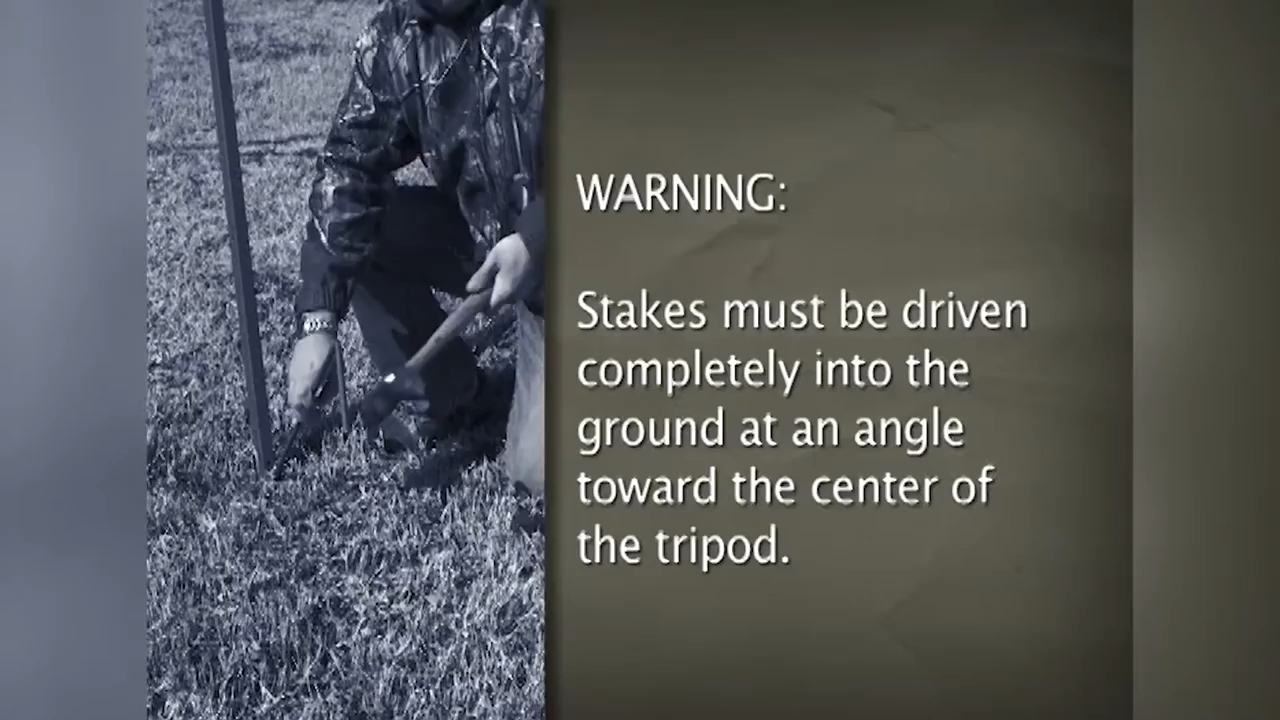 WARNING:
Stakes must be driven
completely into the
ground at an angle
toward the center of
the tripod.